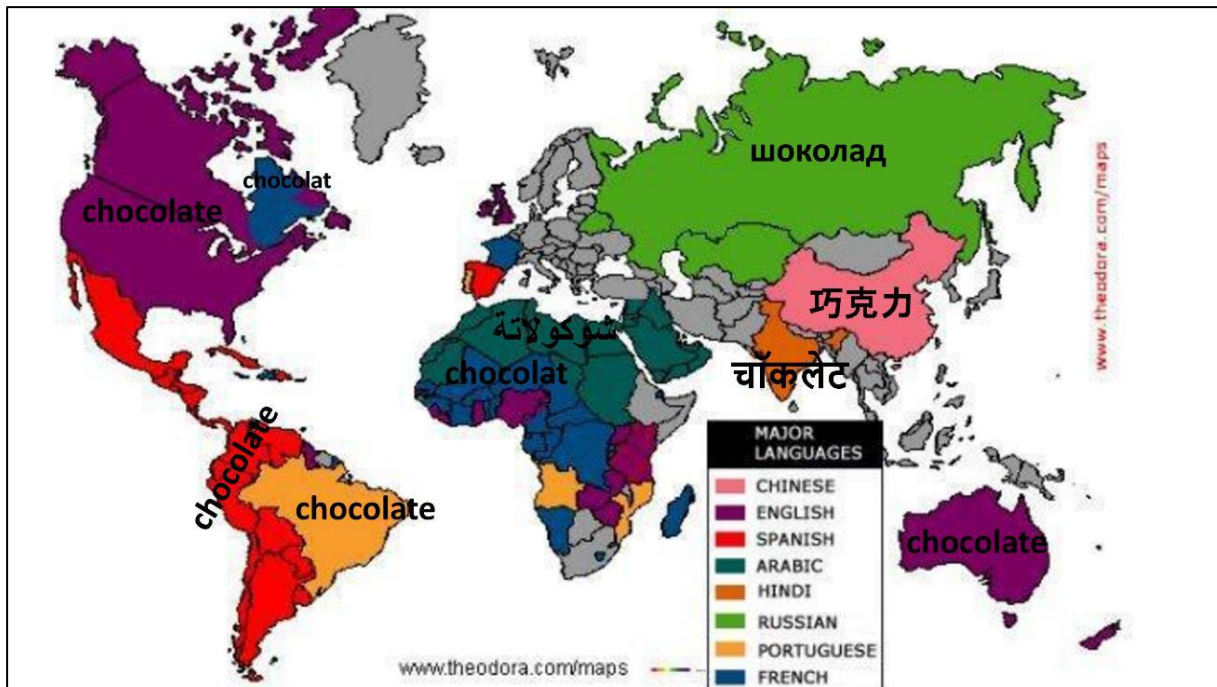 шоколад
chocolat
chocolate
巧克力
شوكولاتة
chocolat
चॉकलेट
chocolate
chocolate
chocolate
www.theodora.com/maps
MAJOR
LANGUAGES
CHINESE
ENGLISH
SPANISH
ARABIC
HINDI
RUSSIAN
PORTUGUESE
FRENCH
www.theodora.com/maps